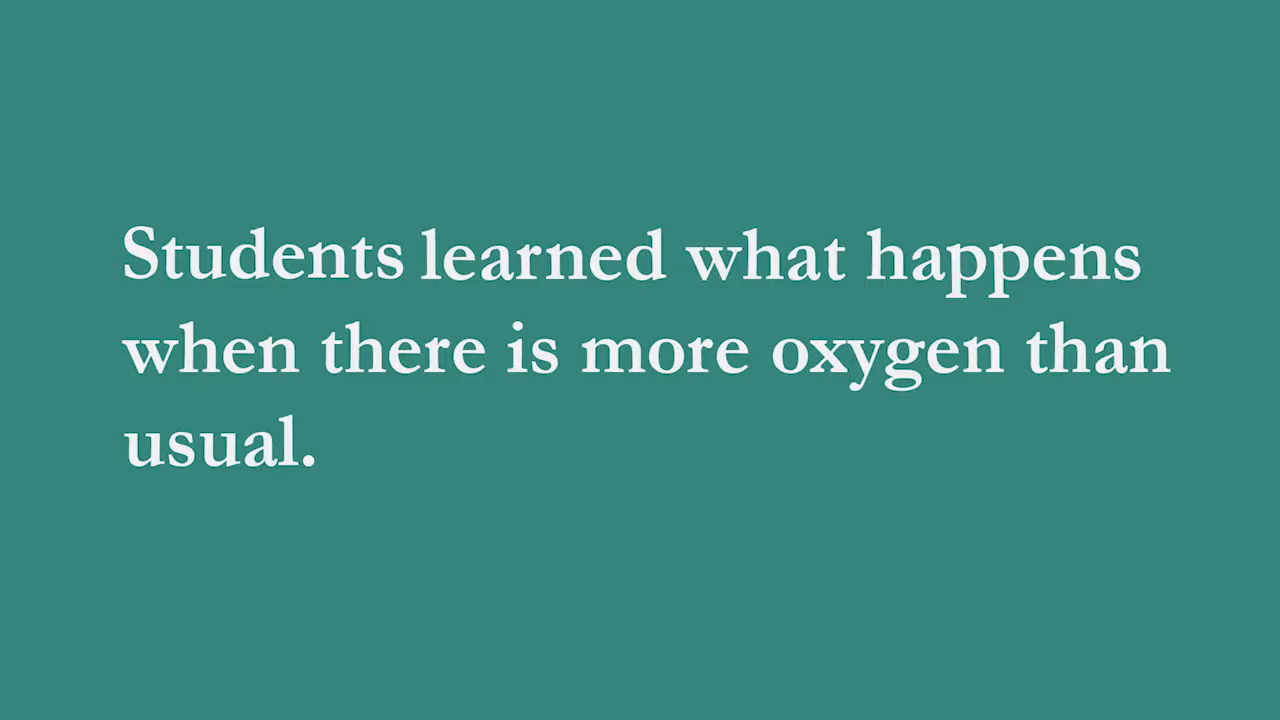 Students learned what happens
when there is more oxygen than
usual.